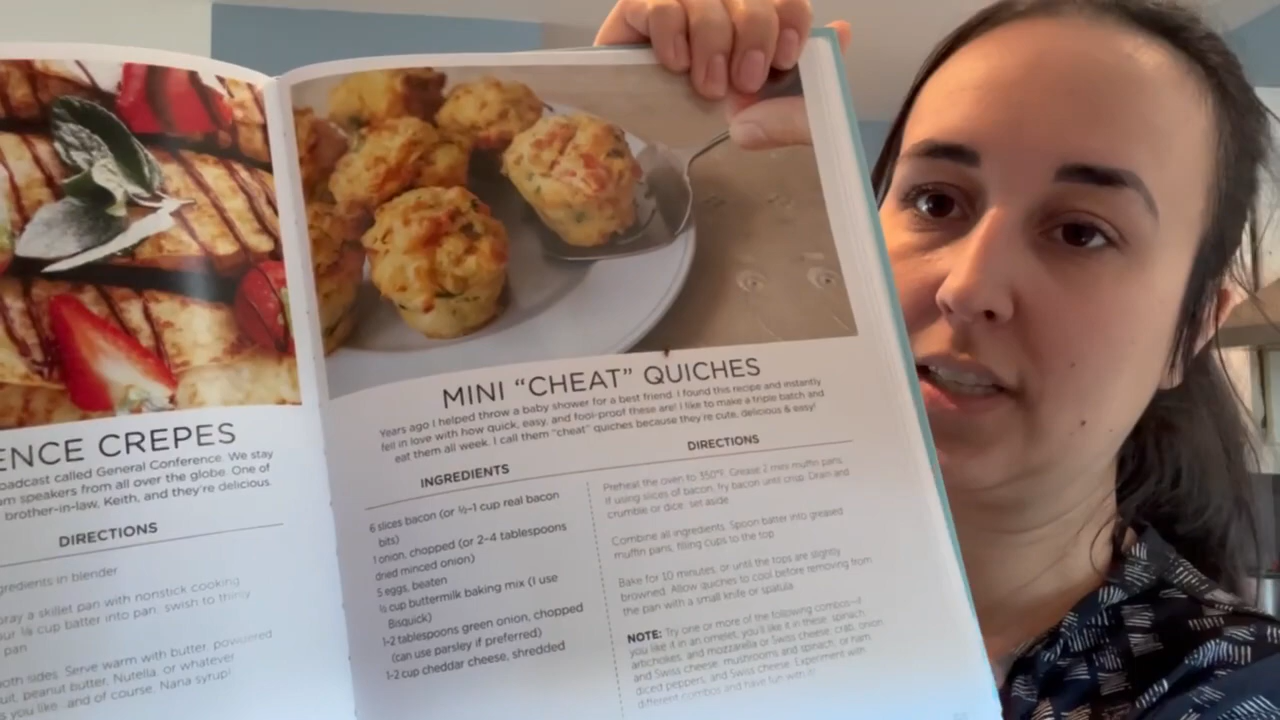 ENCE CREPES
oadcast called General Conference. We stay
am speakers from all over the globe. One of
brother-in-law, Keith, and they're delicious.
DIRECTIONS
gredients in blender
ray a skillet pan with nonstick cooking
our ¼ cup batter into pan, swish to thinly
pan
oth sides. Serve warm with butter, powdered
uit, peanut butter, Nutella, or whatever
s you like and of course, Nana syrup!
MINI “CHEAT” QUICHES
Years ago I helped throw a baby shower for a best friend. I found this recipe and instantly
fell in love with how quick, easy, and fool-proof these are! I like to make a triple batch and
eat them all week. I call them “cheat” quiches because they're cute, delicious & easy!
INGREDIENTS
6 slices bacon (or ½–1 cup real bacon
bits)
1 onion, chopped (or 2–4 tablespoons
dried minced onion)
5 eggs, beaten
cup buttermilk baking mix (I use
Bisquick)
1–2 tablespoons green onion, chopped
(can use parsley if preferred)
1–2 cup cheddar cheese, shredded
DIRECTIONS
Preheat the oven to 350°F. Grease 2 mini muffin pans.
If using slices of bacon, fry bacon until crisp. Drain and
crumble or dice; set aside.
Combine all ingredients. Spoon batter into greased
muffin pans, filling cups to the top
Bake for 10 minutes, or until the tops are slightly
browned. Allow quiches to cool before removing from
the pan with a small knife or spatula.
NOTE: Try one or more of the following combos—if
you like it in an omelet, you'll like it in these: spinach,
artichokes, and mozzarella or Swiss cheese; crab, onion,
and Swiss cheese; mushrooms and spinach; or ham,
diced peppers, and Swiss cheese. Experiment with
different combos and have fun with it!